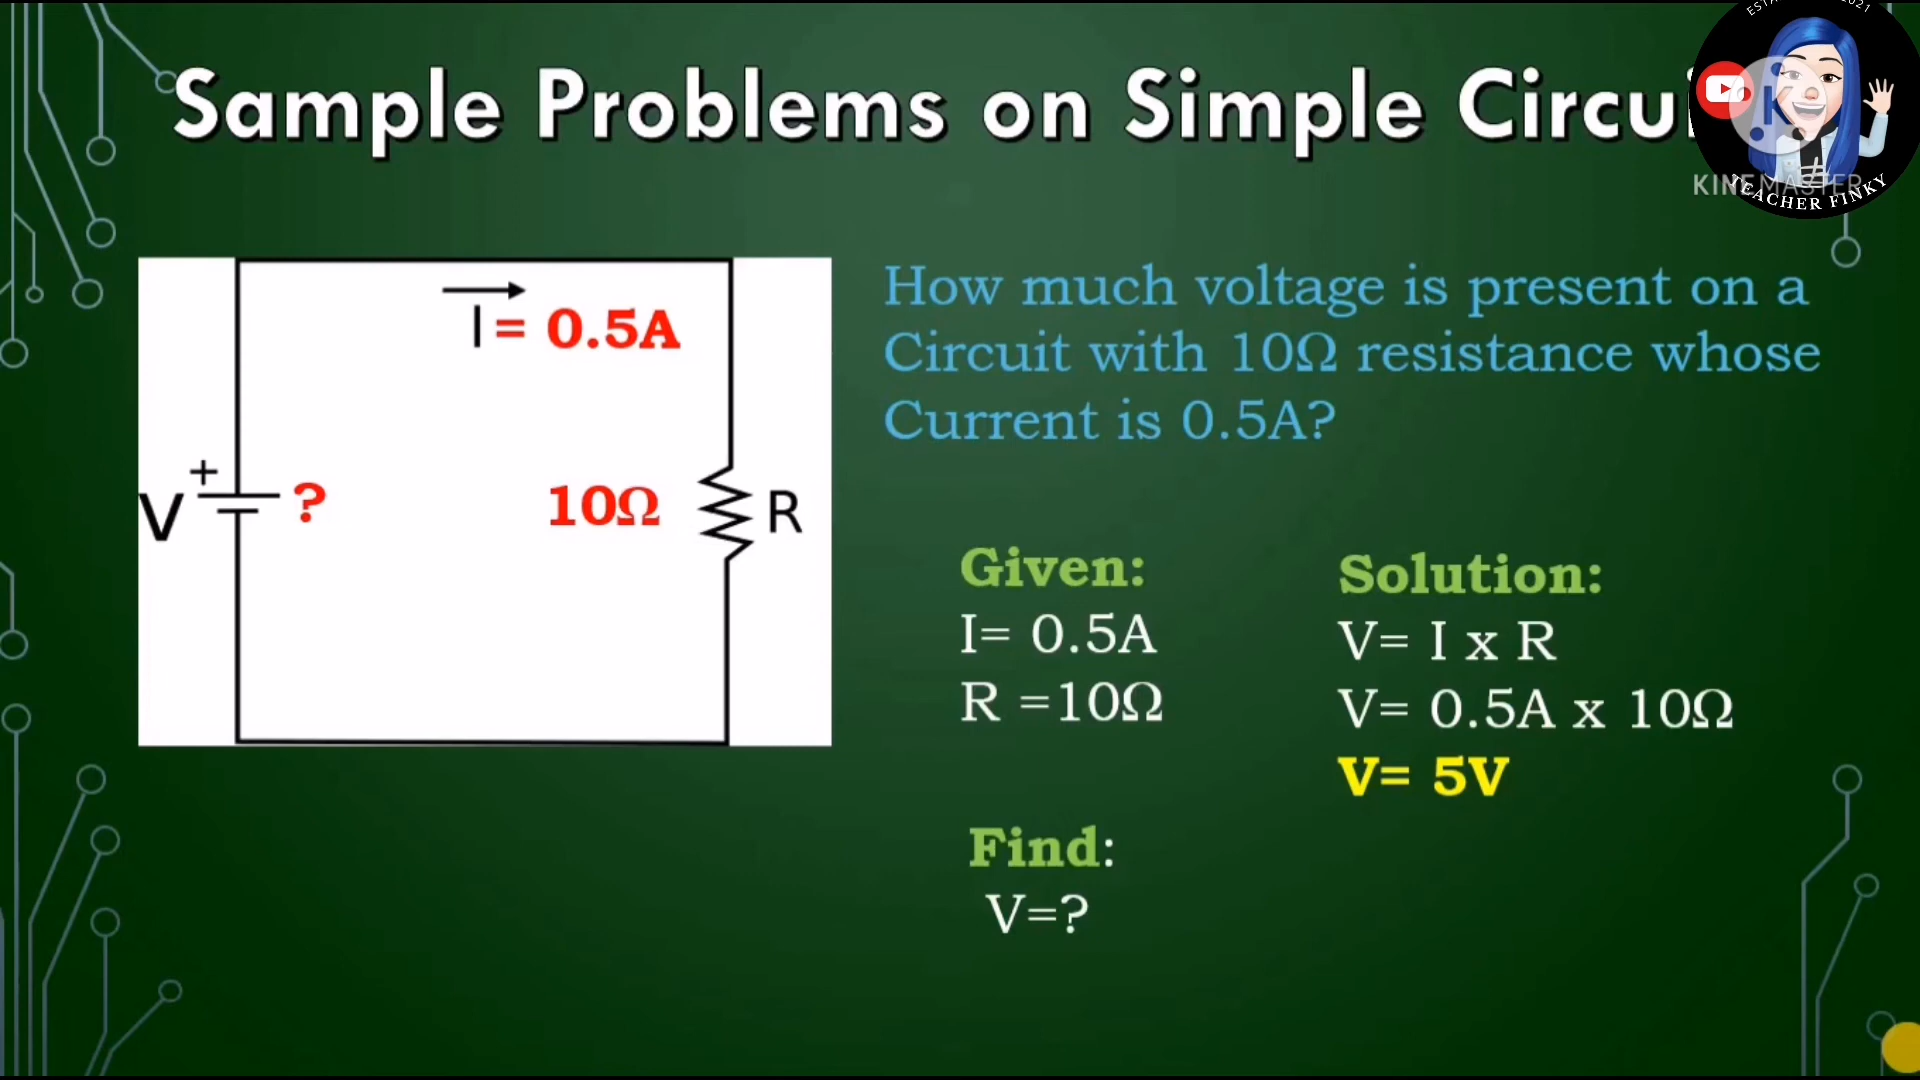 Sample Problems on Simple Circui
KINEMASTER
TEACHER FINKY
I = 0.5A
V + ?
10Ω R
How much voltage is present on a
Circuit with 10Ω resistance whose
Current is 0.5A?
Given:
I= 0.5A
R =10Ω
Find:
V=?
Solution:
V= I x R
V= 0.5A x 10Ω
V= 5V